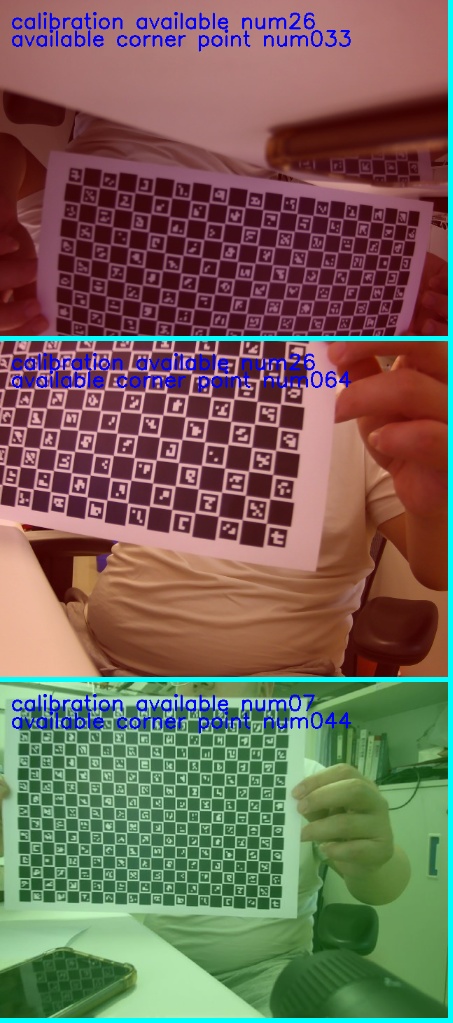 calibration available num26
available corner point num033
calibration available num26
available corner point num064
calibration available num07
available corner point num044